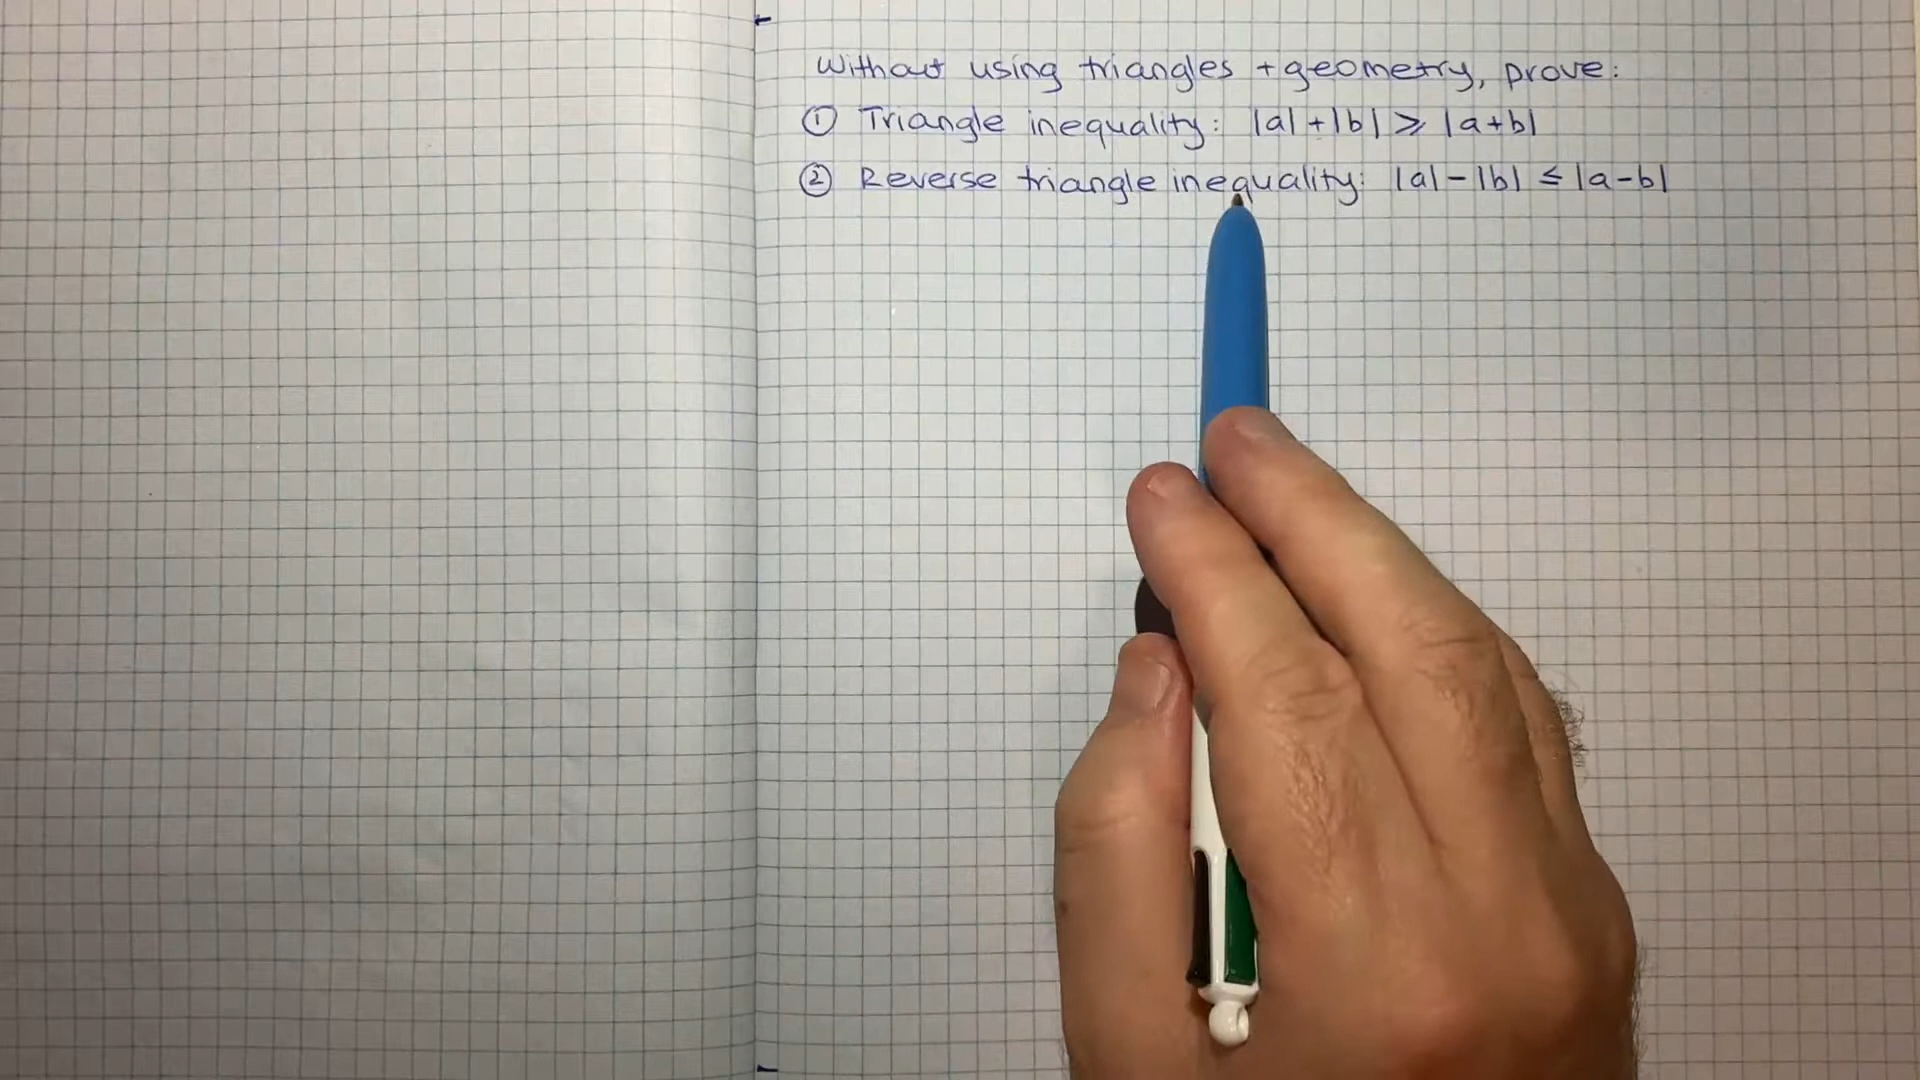 Without using triangles + geometry, prove:
① Triangle inequality: |a| + |b| ⩾ |a+b|
② Reverse triangle inequality: |a| - |b| ≤ |a-b|